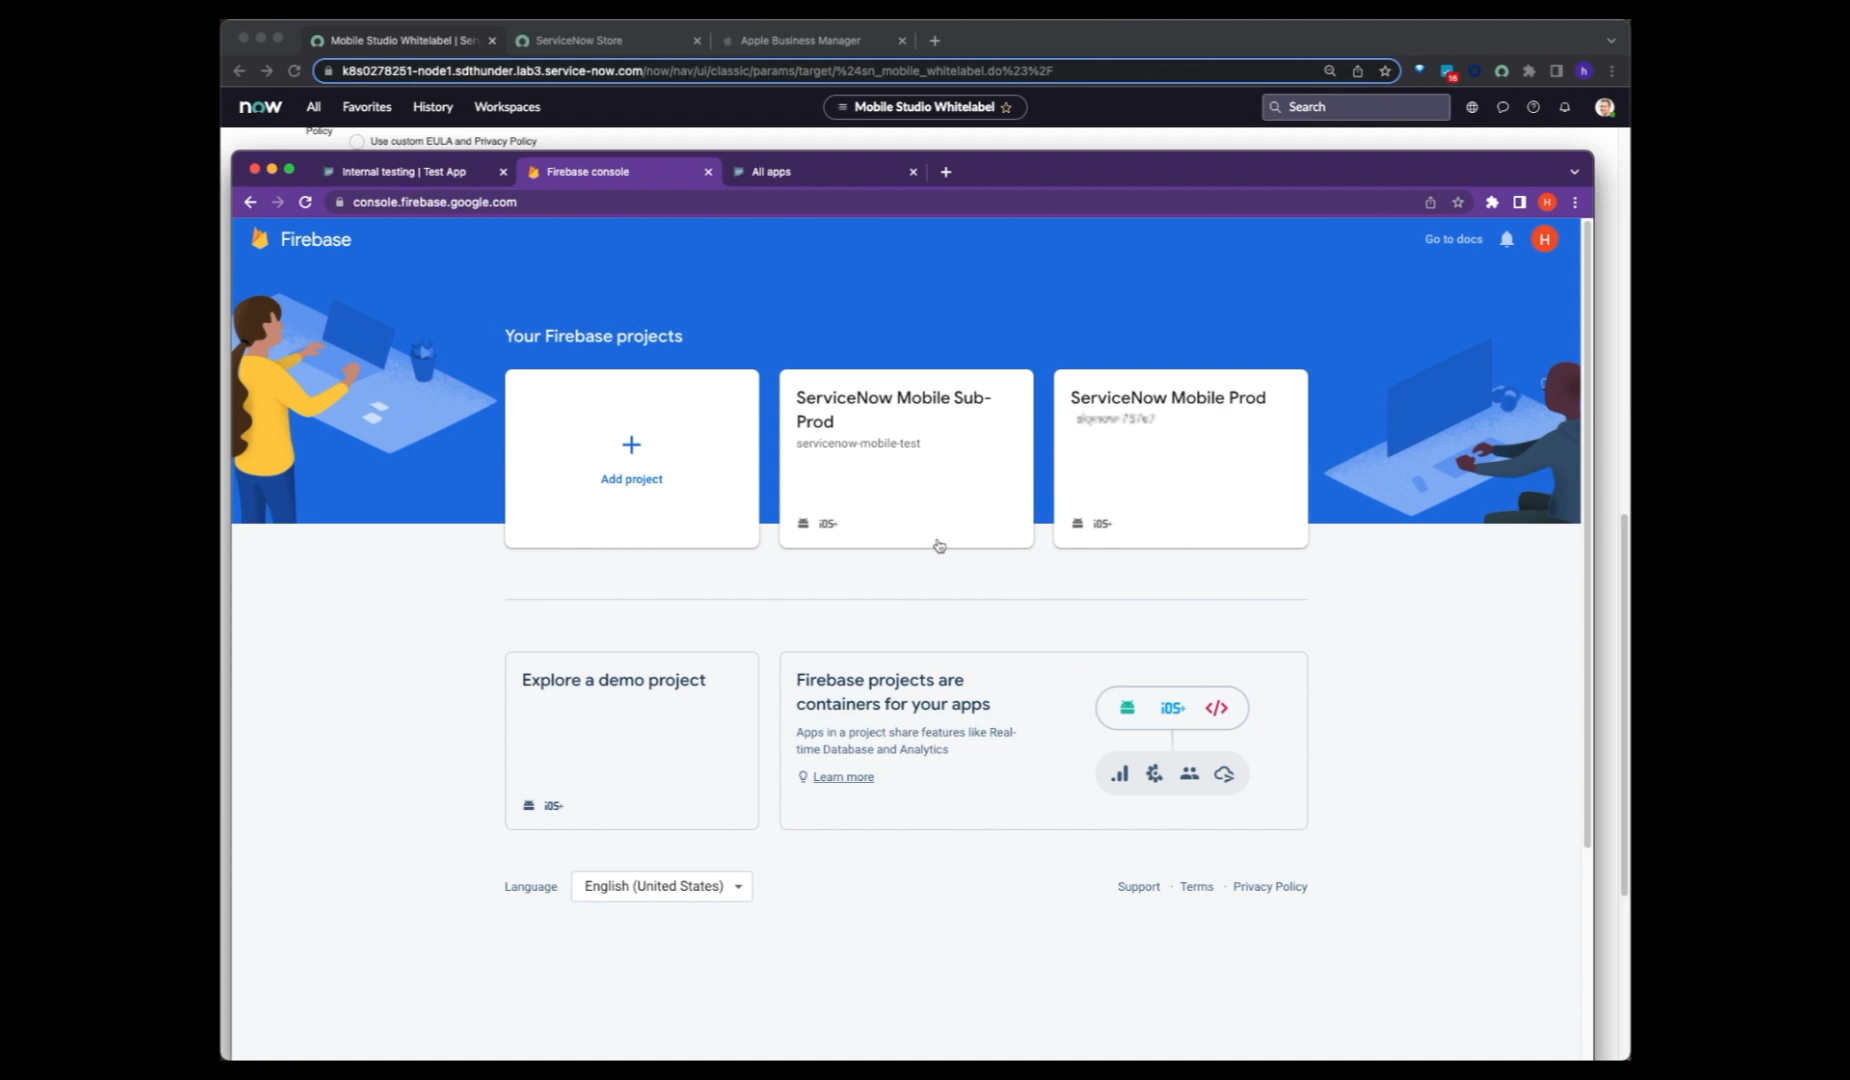 Mobile Studio Whitelabel | Ser
ServiceNow Store
Apple Business Manager
k8s0278251-node1.sdthunder.lab3.service-now.com/now/nav/ui/classic/params/target/%24sn_mobile_whitelabel.do%23%2F
16
h
now
All
Favorites
History
Workspaces
Mobile Studio Whitelabel
Search
Policy
Use custom EULA and Privacy Policy
Internal testing | Test App
Firebase console
All apps
console.firebase.google.com
H
Firebase
Go to docs
H
Your Firebase projects
Add project
ServiceNow Mobile Sub-
Prod
servicenow-mobile-test
iOS+
ServiceNow Mobile Prod
iOS+
Explore a demo project
iOS+
Firebase projects are
containers for your apps
Apps in a project share features like Real-
time Database and Analytics
Learn more
iOS+
</>
Language
English (United States)
Support · Terms · Privacy Policy